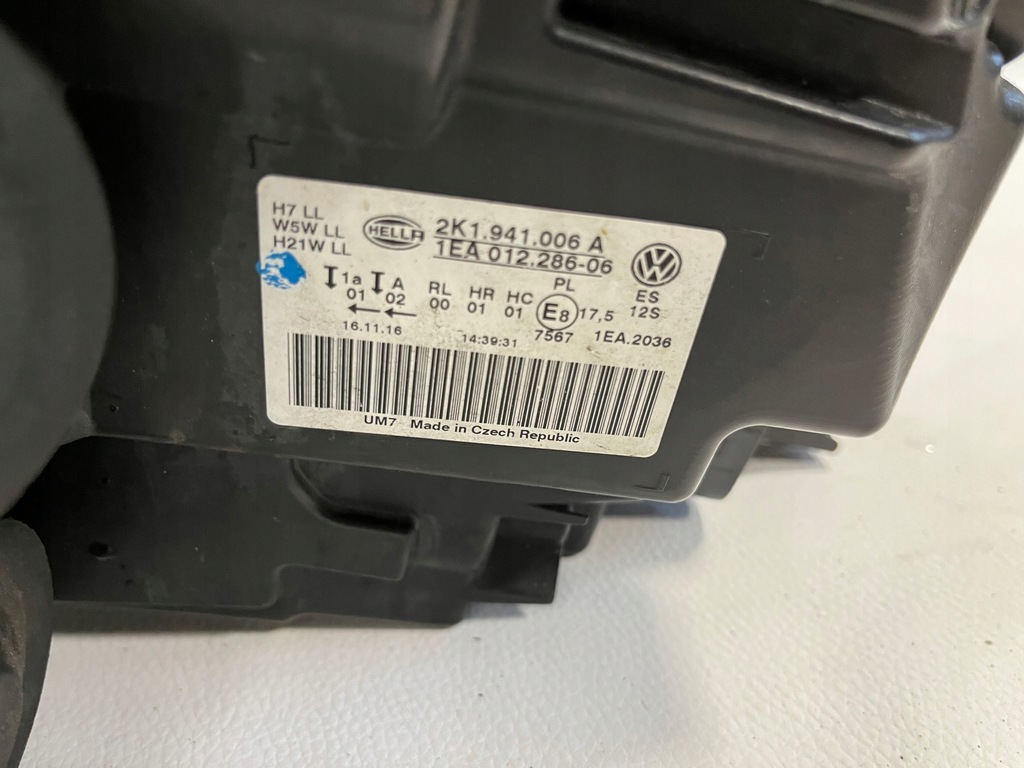 H7 LL
W5W LL
H21W LL
HELLA
2K1.941.006 A
1EA 012.286-06
1a A RL HR HC PL ES
01 02 00 01 01 E8 17,5 12S
7567 1EA.2036
16.11.16 14:39:31
UM7 Made in Czech Republic